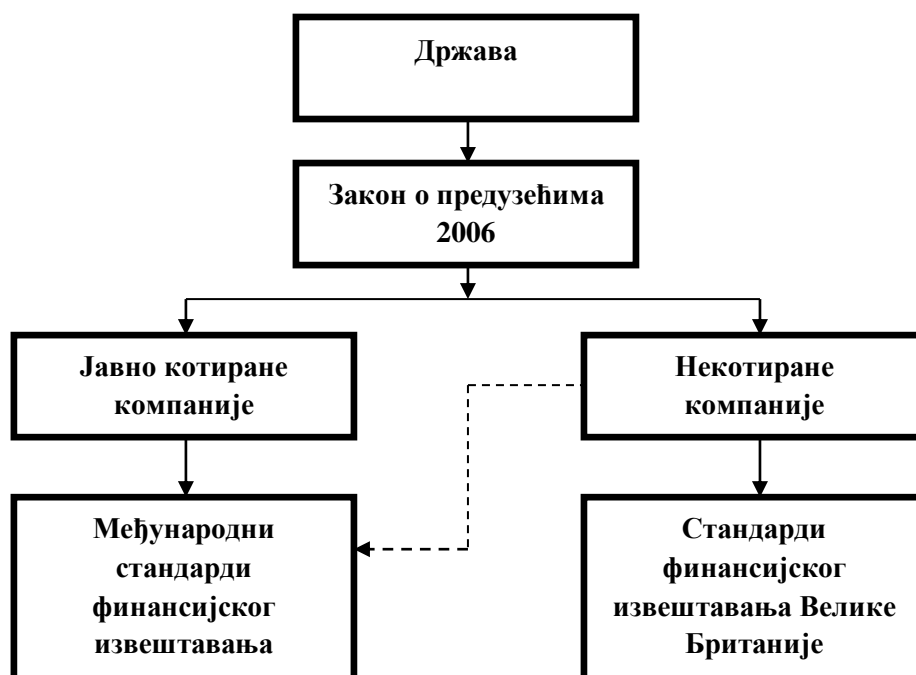 Држава
Закон о предузећима
2006
Јавно котиране
компаније
Некотиране
компаније
Међународни
стандарди
финансијског
извештавања
Стандарди
финансијског
извештавања Велике
Британије